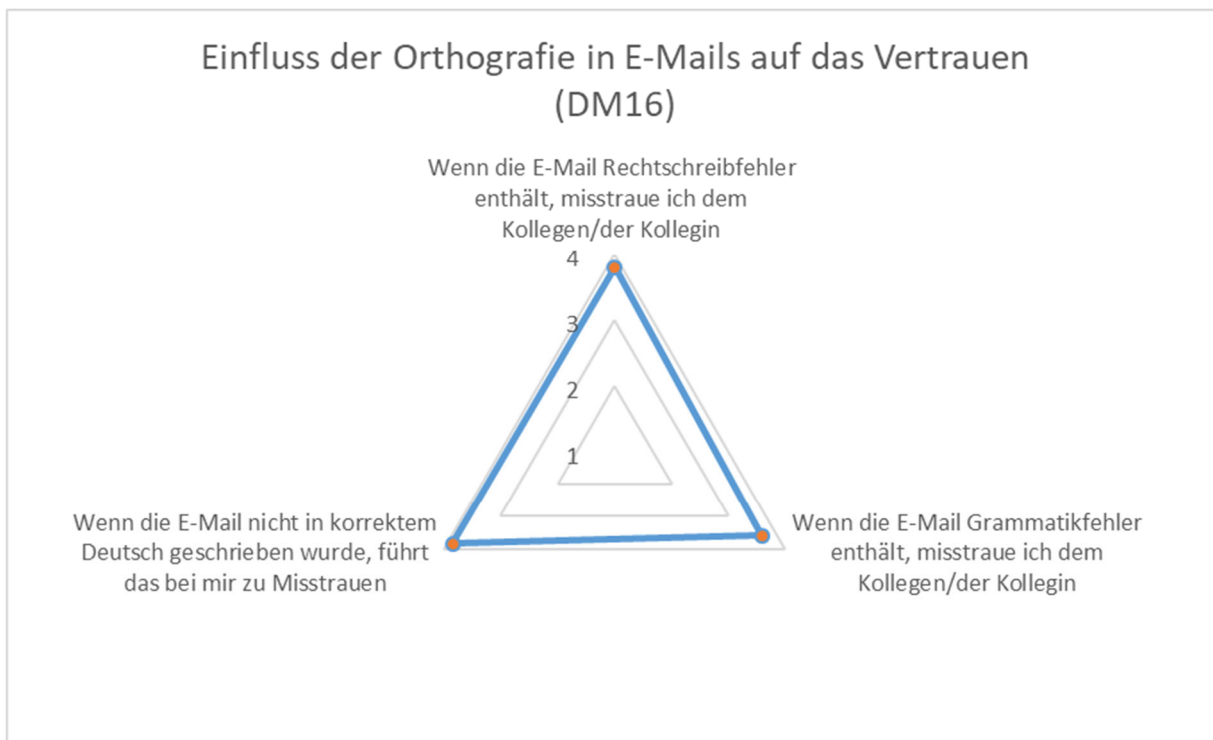 Einfluss der Orthografie in E-Mails auf das Vertrauen
(DM16)
Wenn die E-Mail Rechtschreibfehler
enthält, misstraue ich dem
Kollegen/der Kollegin
4
3
2
1
Wenn die E-Mail nicht in korrektem
Deutsch geschrieben wurde, führt
das bei mir zu Misstrauen
Wenn die E-Mail Grammatikfehler
enthält, misstraue ich dem
Kollegen/der Kollegin